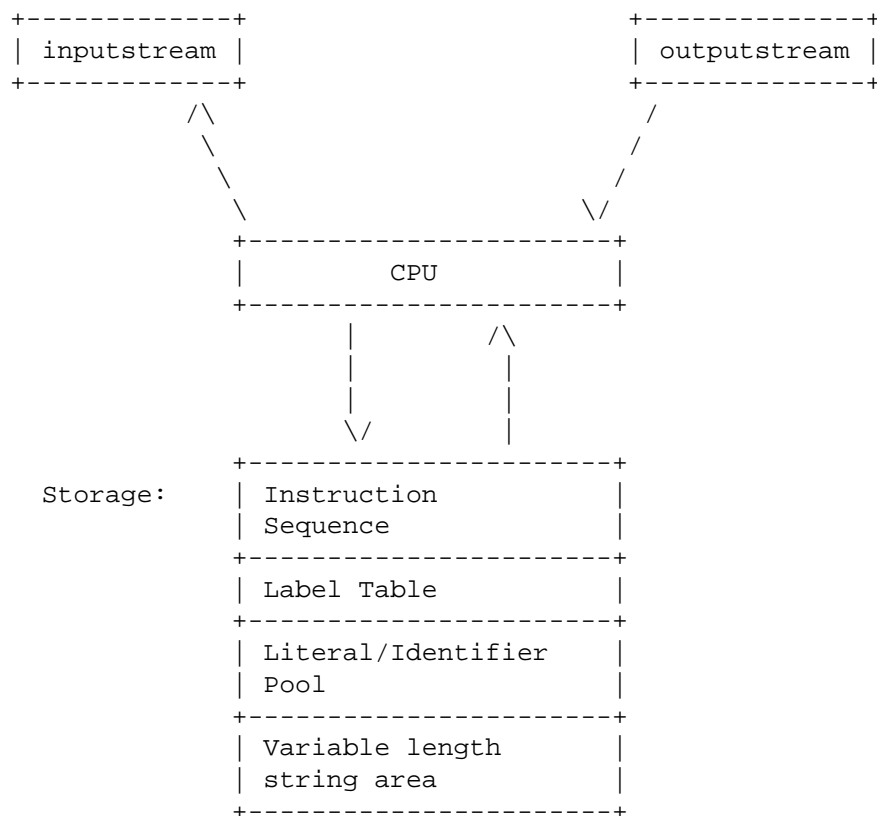 inputstream outputstream
CPU
Storage: Instruction
Sequence
Label Table
Literal/Identifier
Pool
Variable length
string area